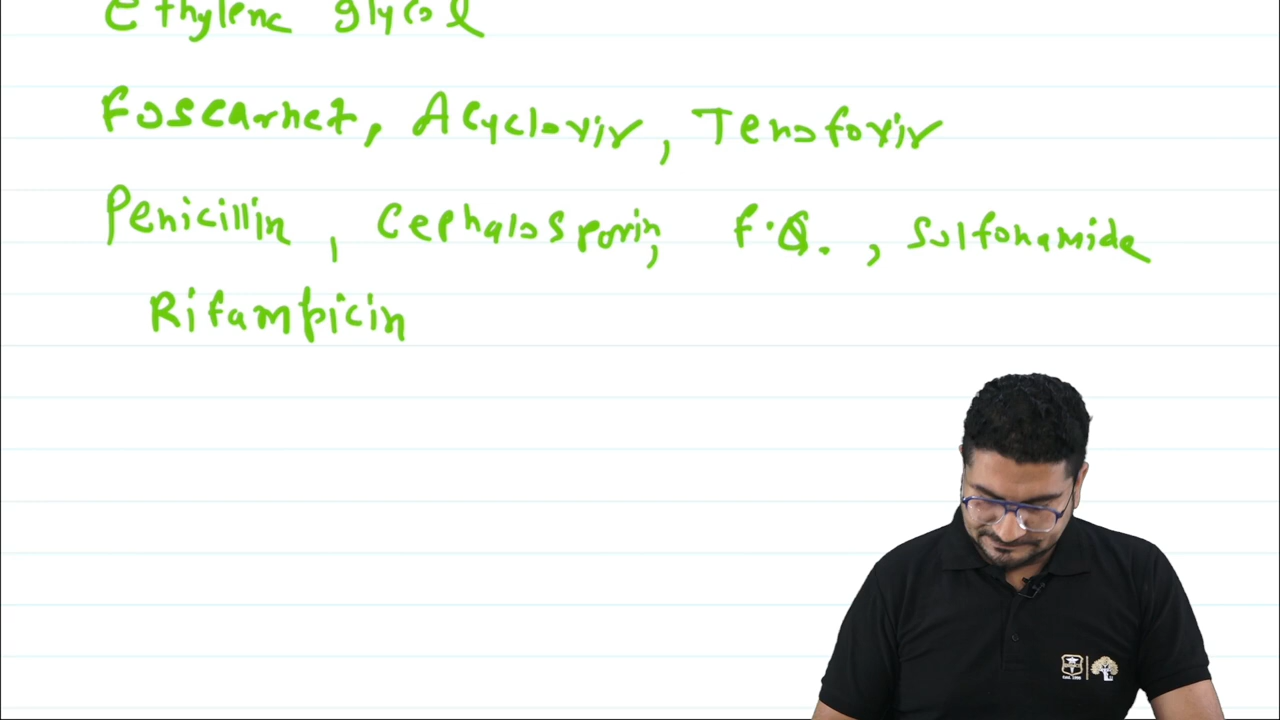 Ethylene glycol
Foscarnet, Acyclovir, Tenofovir
Penicillin, Cephalosporin, F.Q., Sulfonamide
Rifampicin